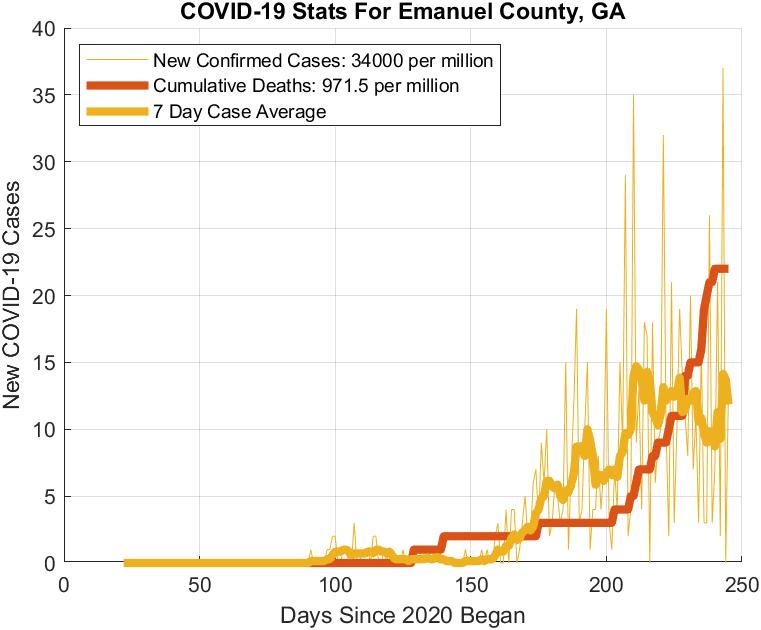 COVID-19 Stats For Emanuel County, GA
New Confirmed Cases: 34000 per million
Cumulative Deaths: 971.5 per million
7 Day Case Average
New COVID-19 Cases
40
35
30
25
20
15
10
5
0
0 50 100 150 200 250
Days Since 2020 Began